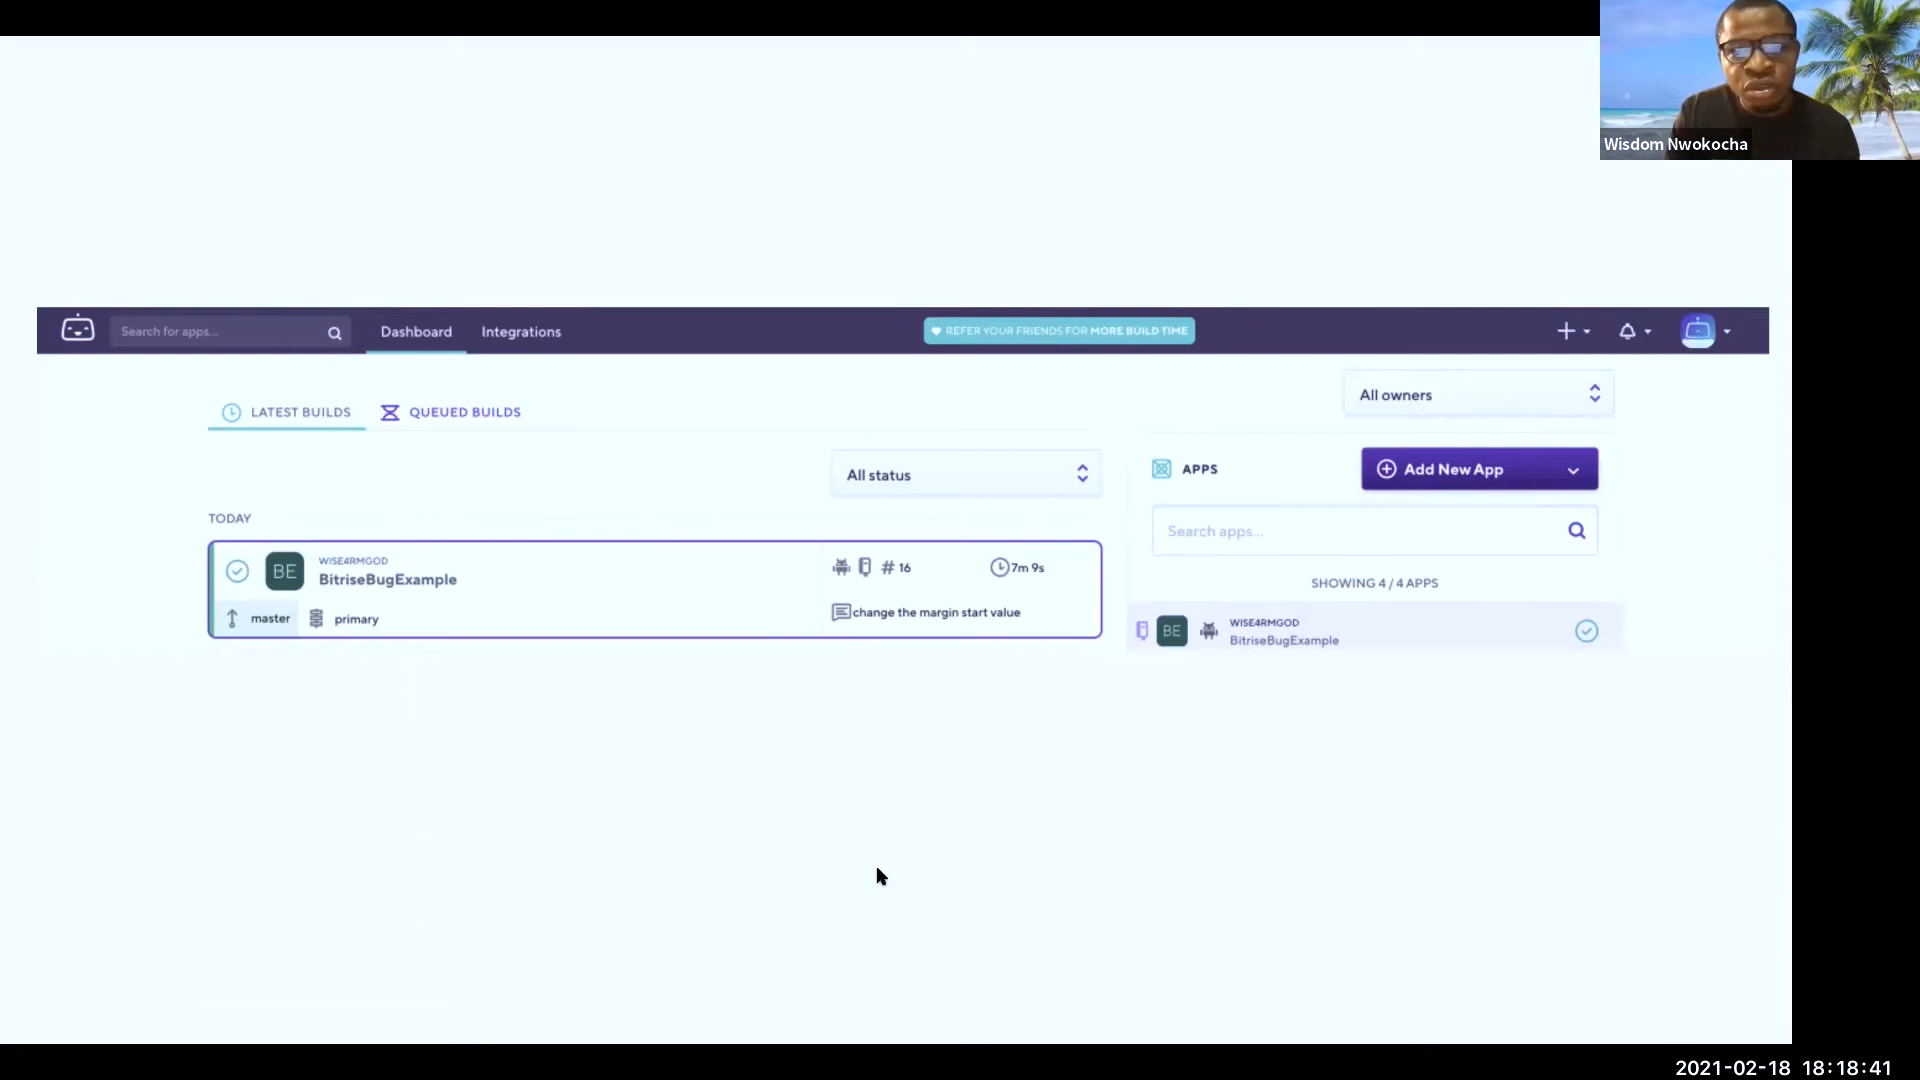 Wisdom Nwokocha
Search for apps...
Dashboard
Integrations
REFER YOUR FRIENDS FOR MORE BUILD TIME
LATEST BUILDS
QUEUED BUILDS
All owners
All status
APPS
Add New App
TODAY
Search apps...
WISE4RMGOD
BitriseBugExample
# 16
7m 9s
SHOWING 4 / 4 APPS
BE
master
primary
change the margin start value
BE
WISE4RMGOD
BitriseBugExample
2021-02-18 18:18:41